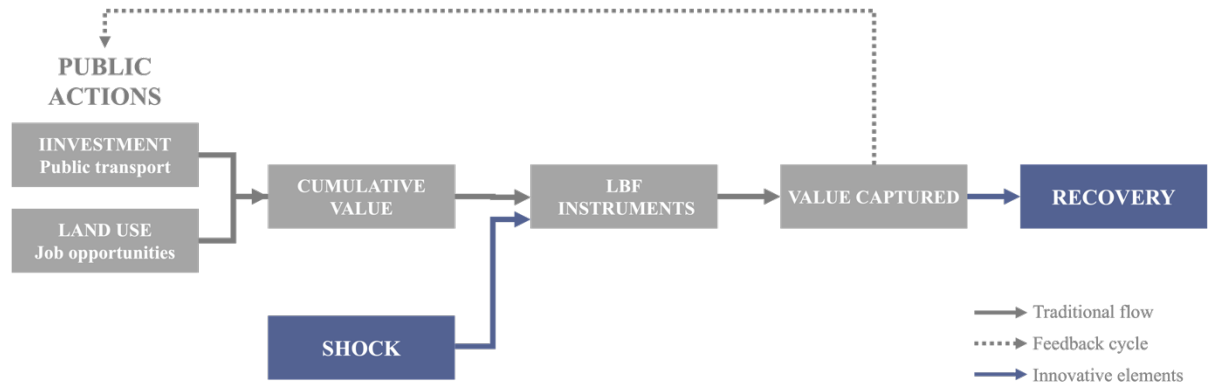 PUBLIC
ACTIONS
IINVESTMENT
Public transport
LAND USE
Job opportunities
CUMULATIVE
VALUE
LBF
INSTRUMENTS
VALUE CAPTURED
RECOVERY
SHOCK
Traditional flow
Feedback cycle
Innovative elements